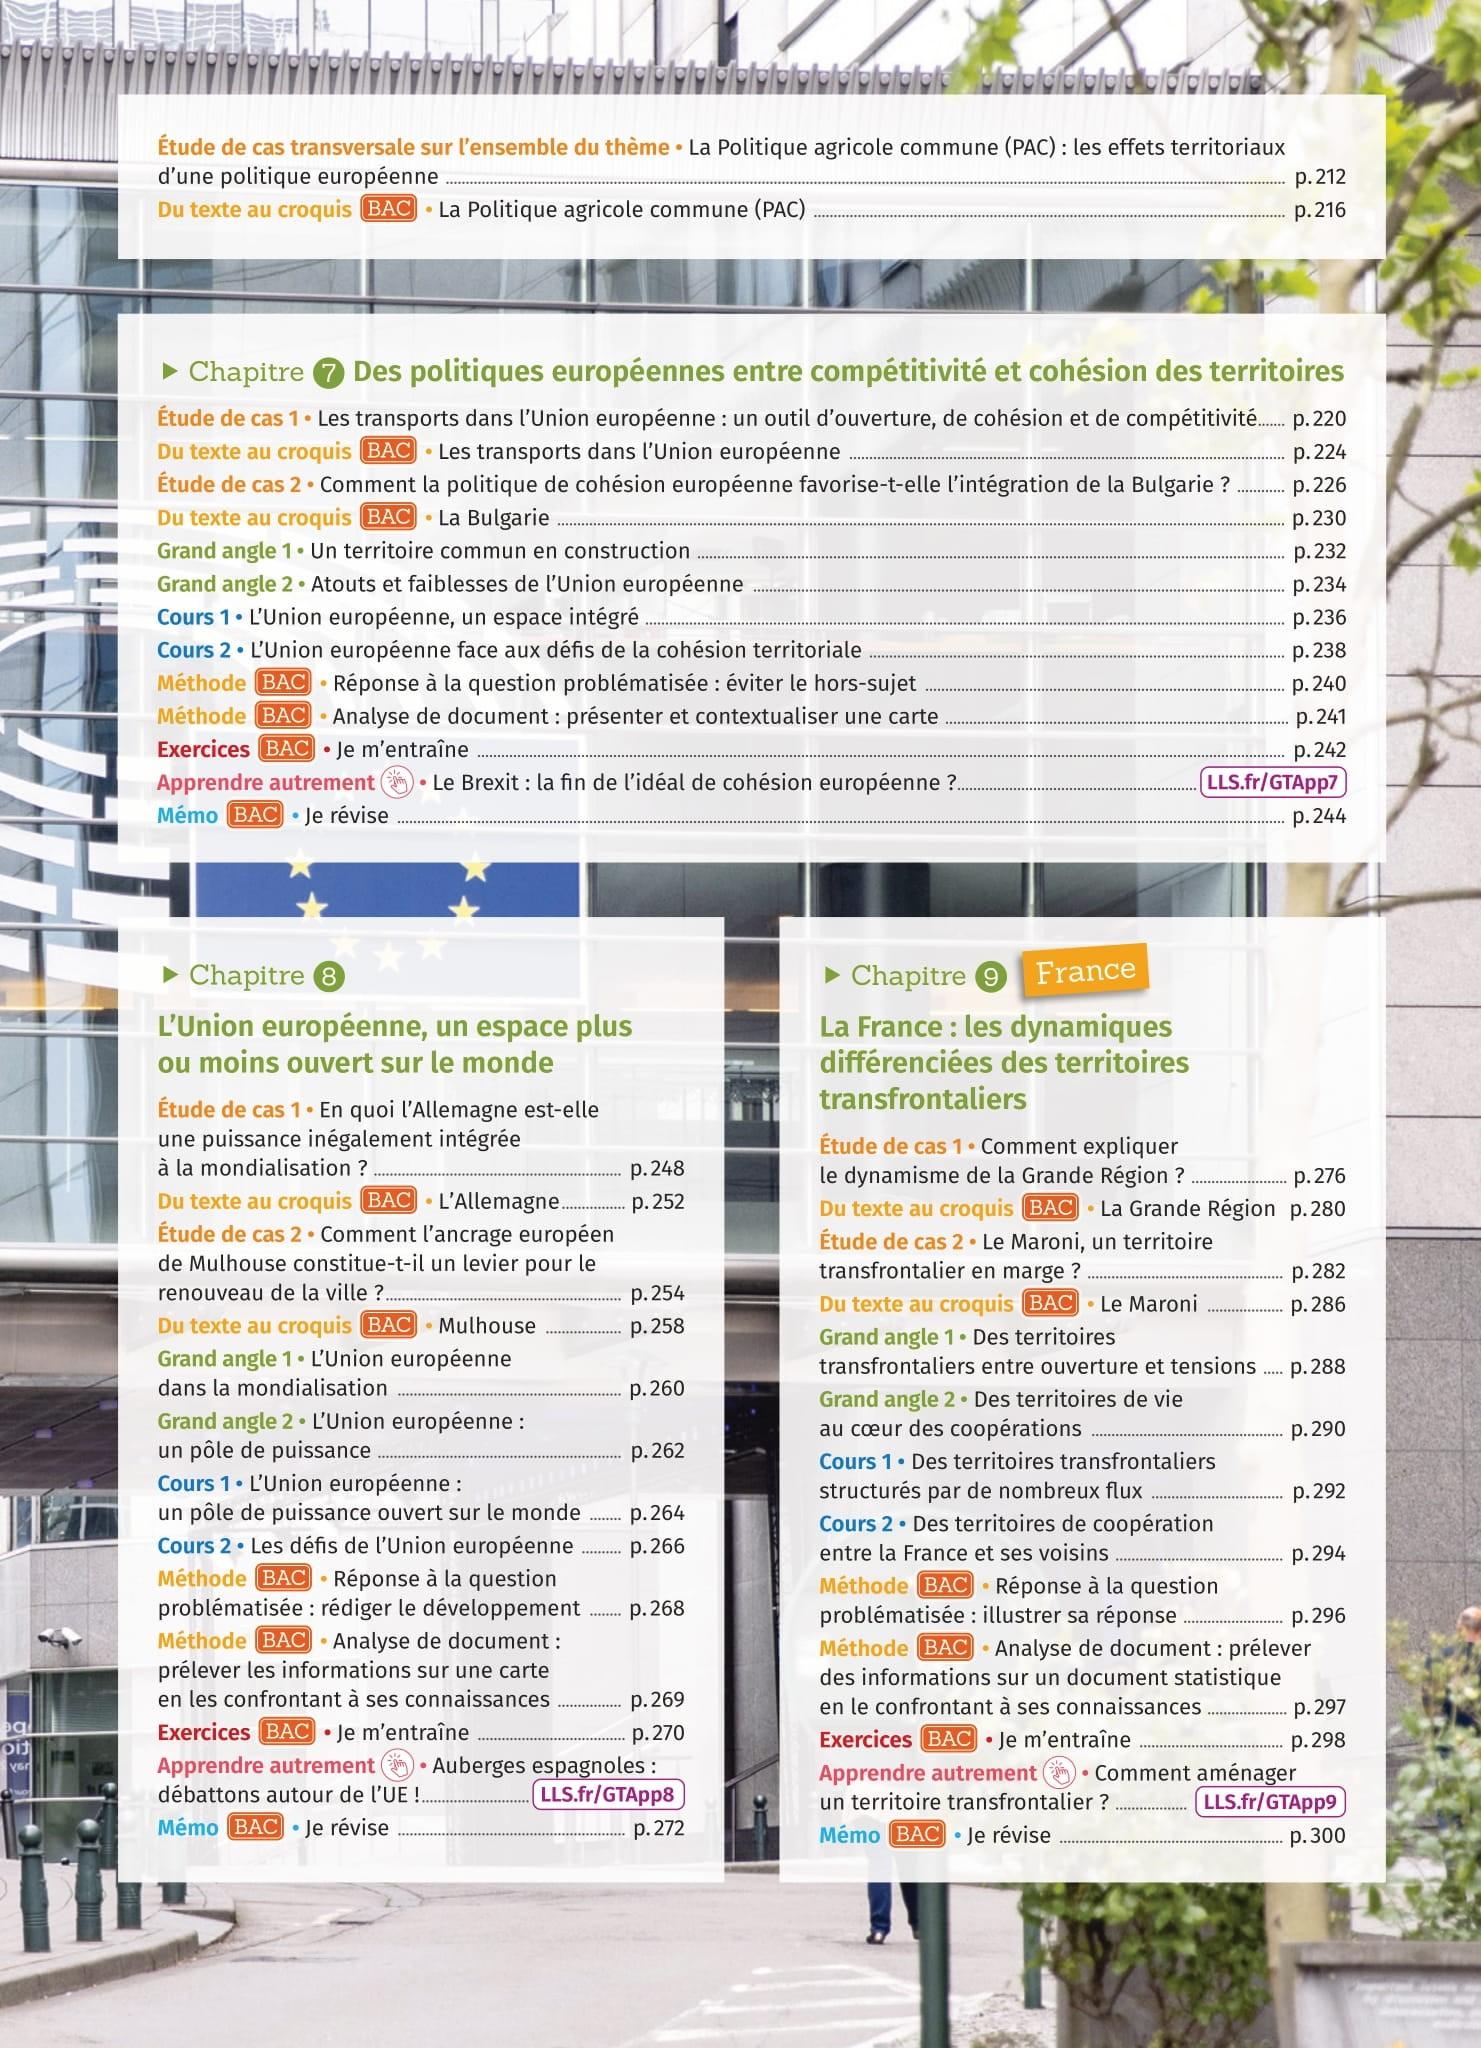 Étude de cas transversale sur l'ensemble du thème • La Politique agricole commune (PAC) : les effets territoriaux
d'une politique européenne p. 212
Du texte au croquis BAC • La Politique agricole commune (PAC) p. 216
Chapitre 7 Des politiques européennes entre compétitivité et cohésion des territoires
Étude de cas 1 • Les transports dans l'Union européenne : un outil d'ouverture, de cohésion et de compétitivité p. 220
Du texte au croquis BAC • Les transports dans l'Union européenne p. 224
Étude de cas 2 • Comment la politique de cohésion européenne favorise-t-elle l'intégration de la Bulgarie ? p. 226
Du texte au croquis BAC • La Bulgarie p. 230
Grand angle 1 • Un territoire commun en construction p. 232
Grand angle 2 • Atouts et faiblesses de l'Union européenne p. 234
Cours 1 • L'Union européenne, un espace intégré p. 236
Cours 2 • L'Union européenne face aux défis de la cohésion territoriale p. 238
Méthode BAC • Réponse à la question problématisée : éviter le hors-sujet p. 240
Méthode BAC • Analyse de document : présenter et contextualiser une carte p. 241
Exercices BAC • Je m'entraîne p. 242
Apprendre autrement • Le Brexit : la fin de l'idéal de cohésion européenne ? LLS.fr/GTApp7
Mémo BAC • Je révise p. 244
Chapitre 8
L'Union européenne, un espace plus
ou moins ouvert sur le monde
Étude de cas 1 • En quoi l'Allemagne est-elle
une puissance inégalement intégrée
à la mondialisation ? p. 248
Du texte au croquis BAC • L'Allemagne p. 252
Étude de cas 2 • Comment l'ancrage européen
de Mulhouse constitue-t-il un levier pour le
renouveau de la ville ? p. 254
Du texte au croquis BAC • Mulhouse p. 258
Grand angle 1 • L'Union européenne
dans la mondialisation p. 260
Grand angle 2 • L'Union européenne :
un pôle de puissance p. 262
Cours 1 • L'Union européenne :
un pôle de puissance ouvert sur le monde p. 264
Cours 2 • Les défis de l'Union européenne p. 266
Méthode BAC • Réponse à la question
problématisée : rédiger le développement p. 268
Méthode BAC • Analyse de document :
prélever les informations sur une carte
en les confrontant à ses connaissances p. 269
Exercices BAC • Je m'entraîne p. 270
Apprendre autrement • Auberges espagnoles :
débattons autour de l'UE ! LLS.fr/GTApp8
Mémo BAC • Je révise p. 272
Chapitre 9 France
La France : les dynamiques
différenciées des territoires
transfrontaliers
Étude de cas 1 • Comment expliquer
le dynamisme de la Grande Région ? p. 276
Du texte au croquis BAC • La Grande Région p. 280
Étude de cas 2 • Le Maroni, un territoire
transfrontalier en marge ? p. 282
Du texte au croquis BAC • Le Maroni p. 286
Grand angle 1 • Des territoires
transfrontaliers entre ouverture et tensions p. 288
Grand angle 2 • Des territoires de vie
au cœur des coopérations p. 290
Cours 1 • Des territoires transfrontaliers
structurés par de nombreux flux p. 292
Cours 2 • Des territoires de coopération
entre la France et ses voisins p. 294
Méthode BAC • Réponse à la question
problématisée : illustrer sa réponse p. 296
Méthode BAC • Analyse de document : prélever
des informations sur un document statistique
en le confrontant à ses connaissances p. 297
Exercices BAC • Je m'entraîne p. 298
Apprendre autrement • Comment aménager
un territoire transfrontalier ? LLS.fr/GTApp9
Mémo BAC • Je révise p. 300